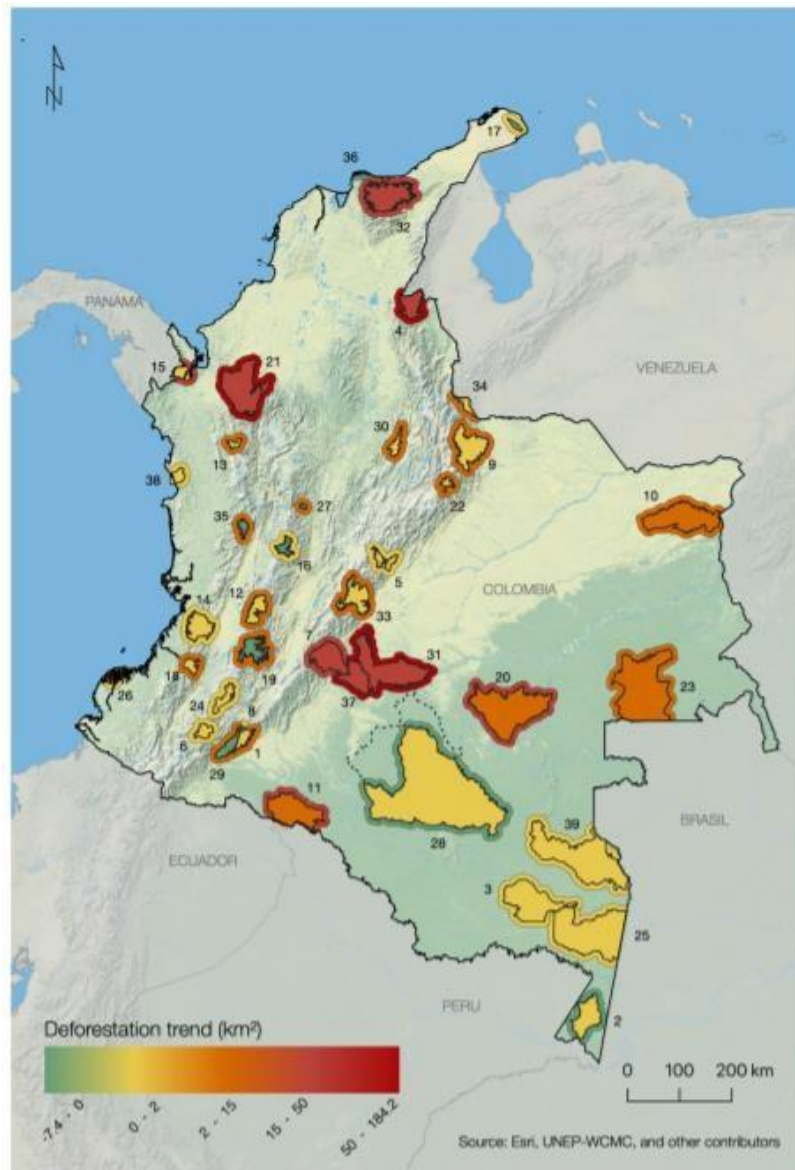 N
17
36
32
PANAMÁ
4
VENEZUELA
15
21
34
30
13
9
38
22
10
27
35
16
5
COLOMBIA
12
14
33
7
31
18
19
20
23
26
37
24
8
6
1
29
11
28
39
BRASIL
ECUADOR
3
25
PERU
2
Deforestation trend (km²)
0 100 200 km
-7.4 - 0
0 - 2
2 - 15
15 - 50
50 - 184.2
Source: Esri, UNEP-WCMC, and other contributors